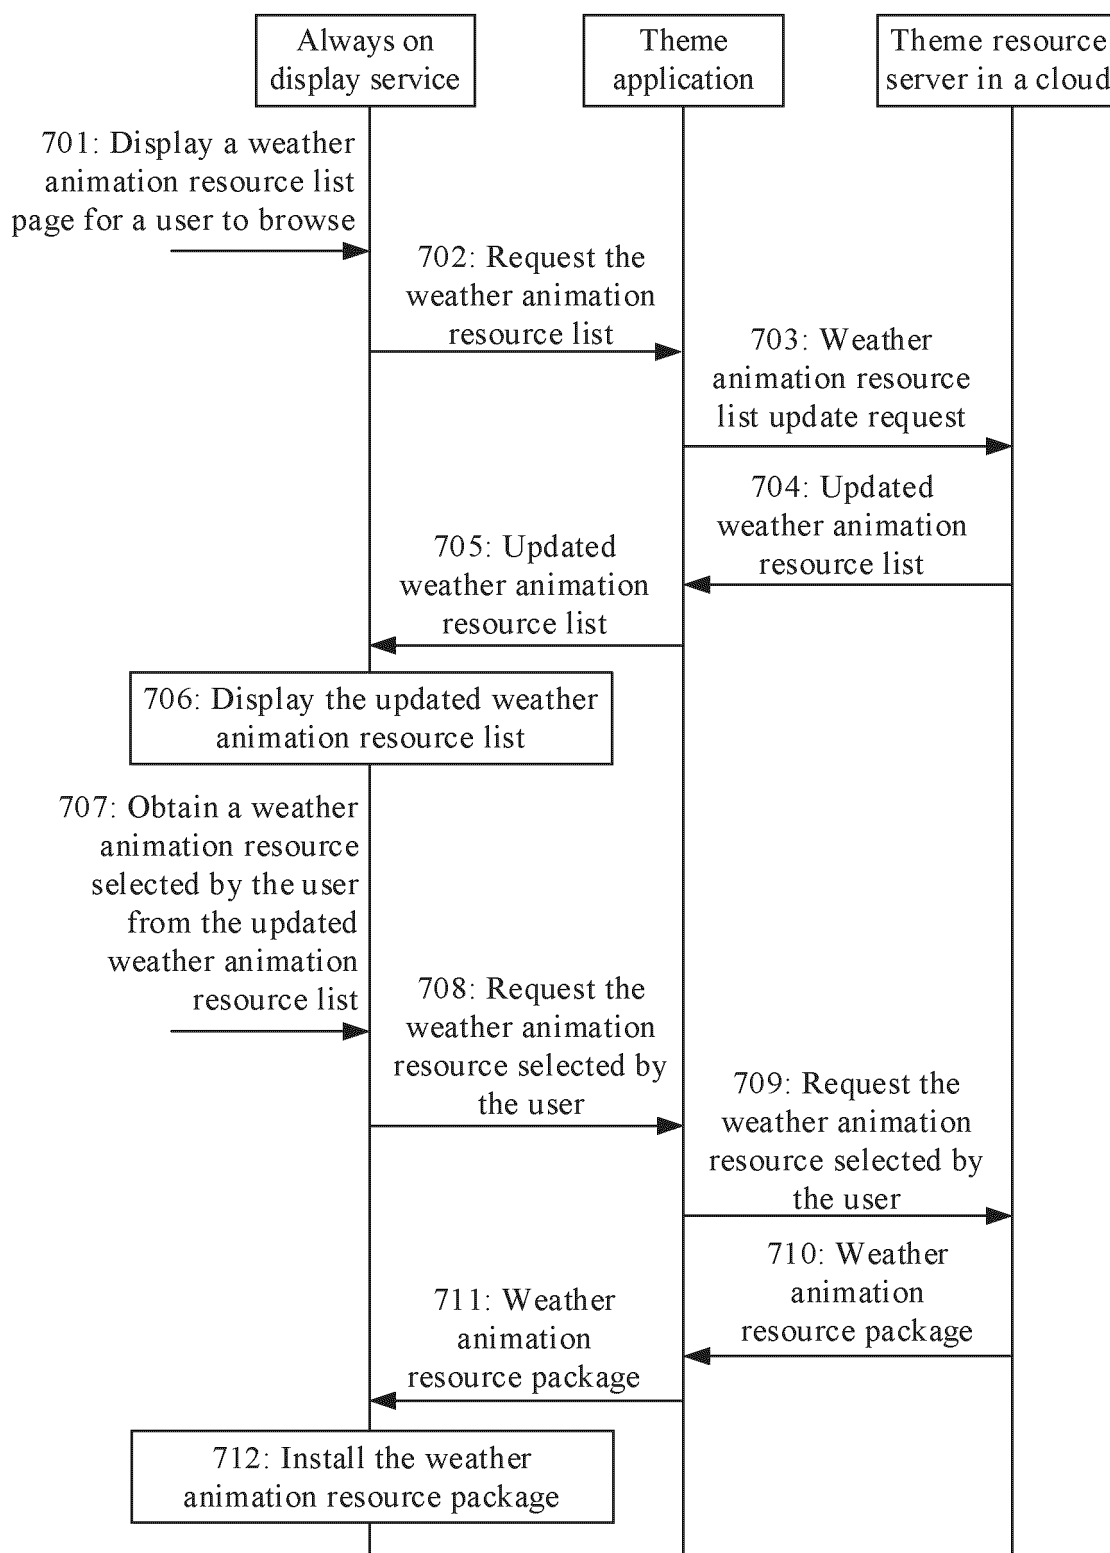 Always on
display service
Theme
application
Theme resource
server in a cloud
701: Display a weather
animation resource list
page for a user to browse
702: Request the
weather animation
resource list
703: Weather
animation resource
list update request
704: Updated
weather animation
resource list
705: Updated
weather animation
resource list
706: Display the updated weather
animation resource list
707: Obtain a weather
animation resource
selected by the user
from the updated
weather animation
resource list
708: Request the
weather animation
resource selected by
the user
709: Request the
weather animation
resource selected by
the user
710: Weather
animation
resource package
711: Weather
animation
resource package
712: Install the weather
animation resource package